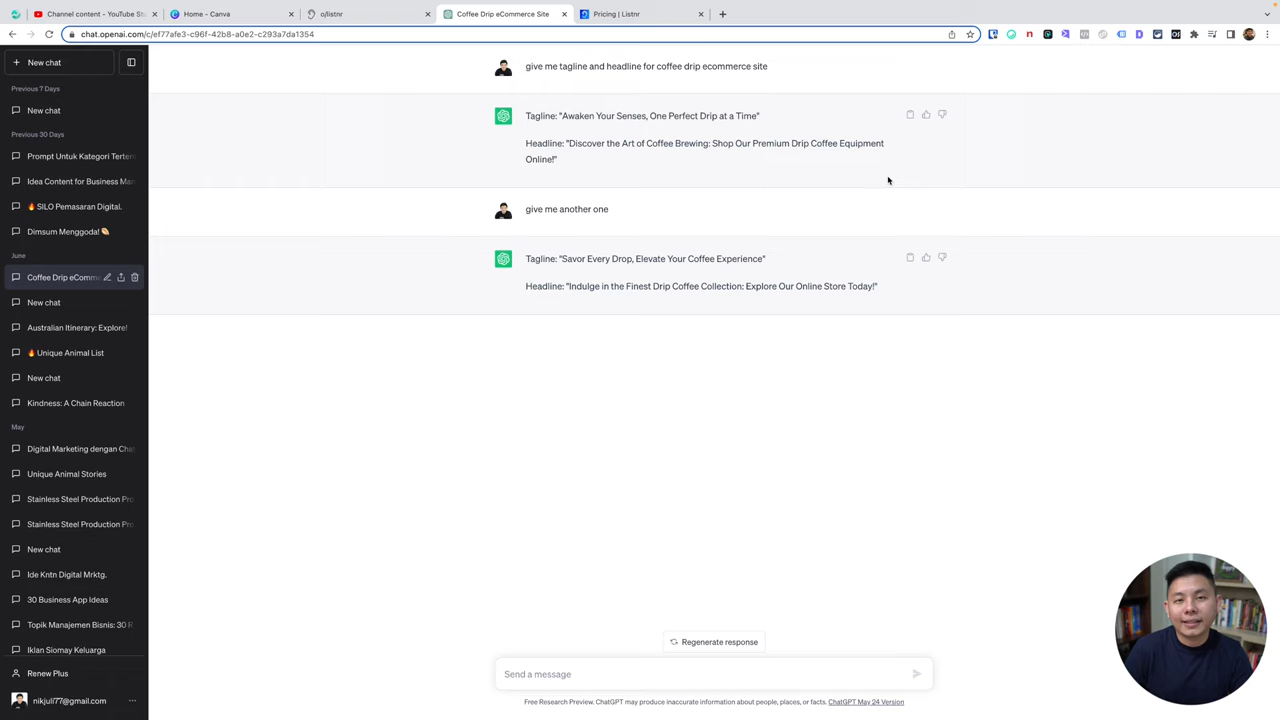 Channel content - YouTube St
Home - Canva
o/listnr
Coffee Drip eCommerce Site
Pricing | Listnr
chat.openai.com/c/ef77afe3-c96f-42b8-a0e2-c293a7da1354
New chat
Previous 7 Days
New chat
Previous 30 Days
Prompt Untuk Kategori Terten
Idea Content for Business Man
🔥SILO Pemasaran Digital.
Dimsum Menggoda!
June
Coffee Drip eComme
New chat
Australian Itinerary: Explore!
🔥Unique Animal List
New chat
Kindness: A Chain Reaction
May
Digital Marketing dengan Cha
Unique Animal Stories
Stainless Steel Production Pro
Stainless Steel Production Pro
New chat
Ide Kntn Digital Mrktg.
30 Business App Ideas
Topik Manajemen Bisnis: 30 R
Iklan Siomay Keluarga
Renew Plus
nikjull77@gmail.com
give me tagline and headline for coffee drip ecommerce site
Tagline: "Awaken Your Senses, One Perfect Drip at a Time"
Headline: "Discover the Art of Coffee Brewing: Shop Our Premium Drip Coffee Equipment
Online!"
give me another one
Tagline: "Savor Every Drop, Elevate Your Coffee Experience"
Headline: "Indulge in the Finest Drip Coffee Collection: Explore Our Online Store Today!"
Regenerate response
Send a message
Free Research Preview. ChatGPT may produce inaccurate information about people, places, or facts. ChatGPT May 24 Version